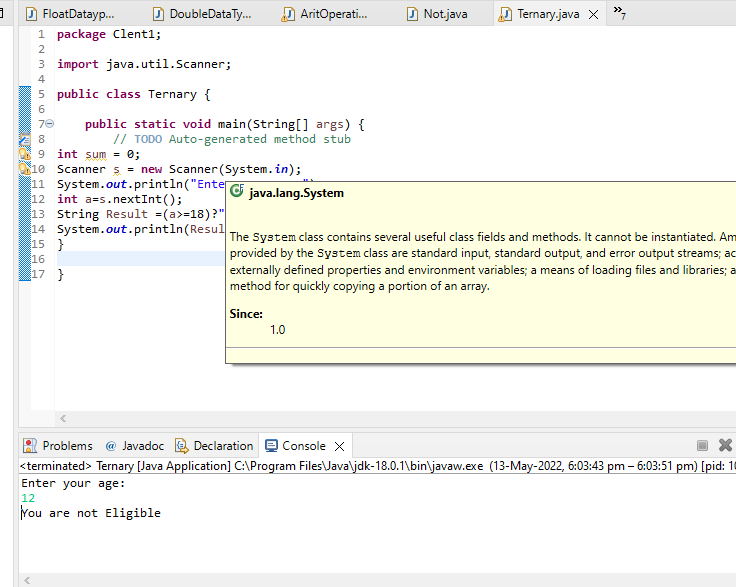 FloatDatayp...
DoubleDataTy...
AritOperati...
Not.java
Ternary.java
»7
1 package Clent1;
2
3 import java.util.Scanner;
4
5 public class Ternary {
6
7 public static void main(String[] args) {
8 // TODO Auto-generated method stub
9 int sum = 0;
10 Scanner s = new Scanner(System.in);
11 System.out.println("Ente
12 int a=s.nextInt();
13 String Result =(a>=18)?"
14 System.out.println(Resul
15 }
16
17 }
java.lang.System
The System class contains several useful class fields and methods. It cannot be instantiated. Am
provided by the System class are standard input, standard output, and error output streams; ac
externally defined properties and environment variables; a means of loading files and libraries; a
method for quickly copying a portion of an array.
Since:
1.0
Problems @ Javadoc Declaration Console
<terminated> Ternary [Java Application] C:\Program Files\Java\jdk-18.0.1\bin\javaw.exe (13-May-2022, 6:03:43 pm – 6:03:51 pm) [pid: 10
Enter your age:
12
You are not Eligible